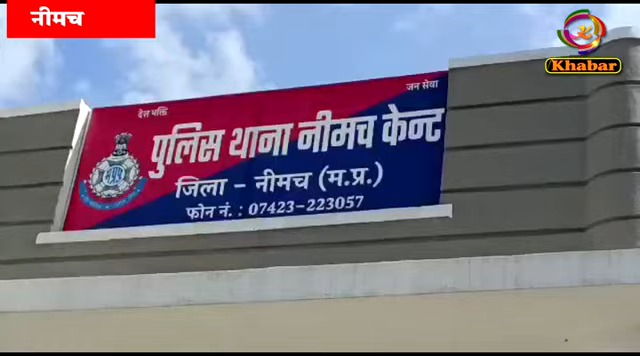 नीमच
Khabar
देश भक्ति
जन सेवा
पुलिस थाना नीमच केन्ट
जिला - नीमच (म.प्र.)
फोन नं. : 07423-223057